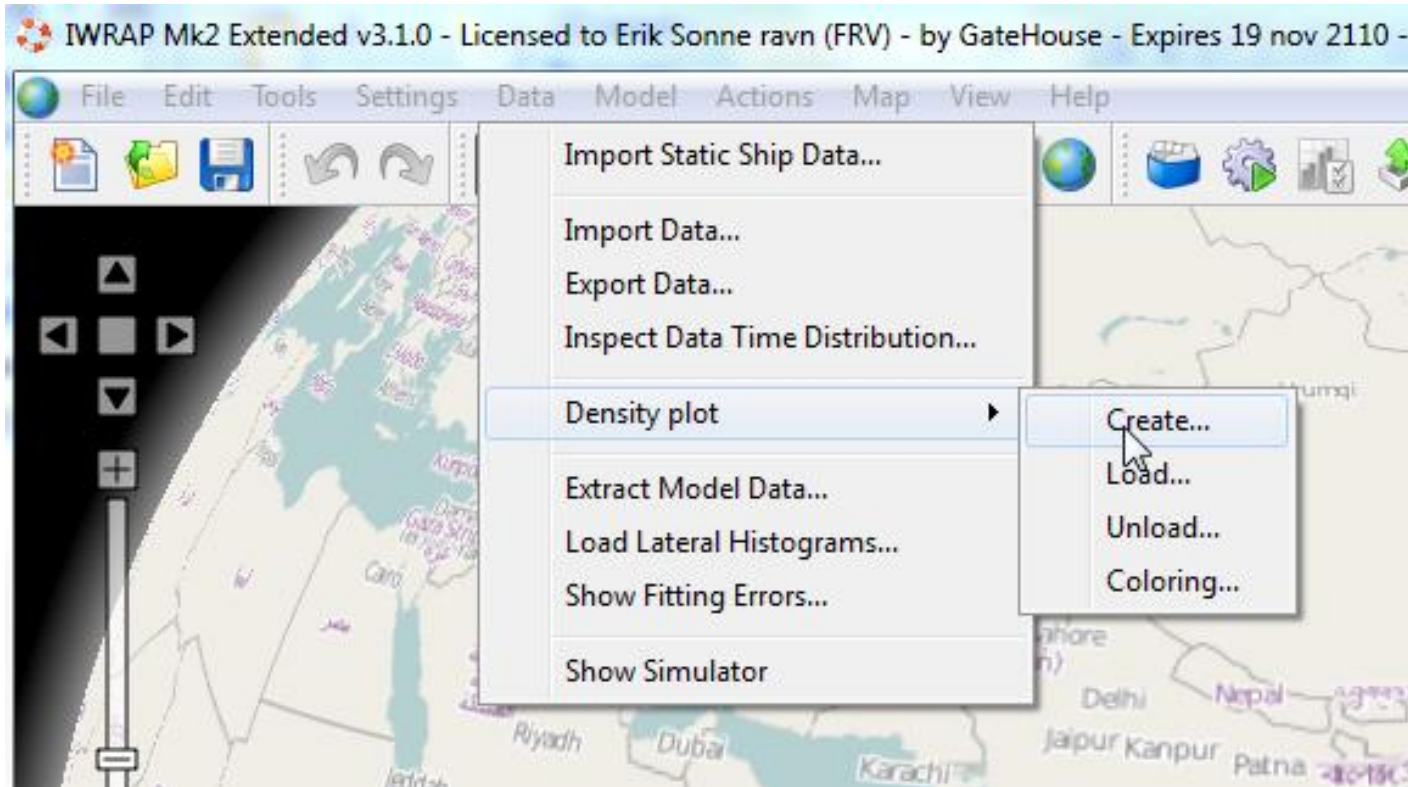 IWRAP Mk2 Extended v3.1.0 - Licensed to Erik Sonne ravn (FRV) - by GateHouse - Expires 19 nov 2110 -
File Edit Tools Settings Data Model Actions Map View Help
Import Static Ship Data...
Import Data...
Export Data...
Inspect Data Time Distribution...
Density plot
Create...
Load...
Unload...
Coloring...
Extract Model Data...
Load Lateral Histograms...
Show Fitting Errors...
Show Simulator
Delhi
Nepal
Riyadh
Dubai
Karachi
Jaipur
Kanpur
Patna